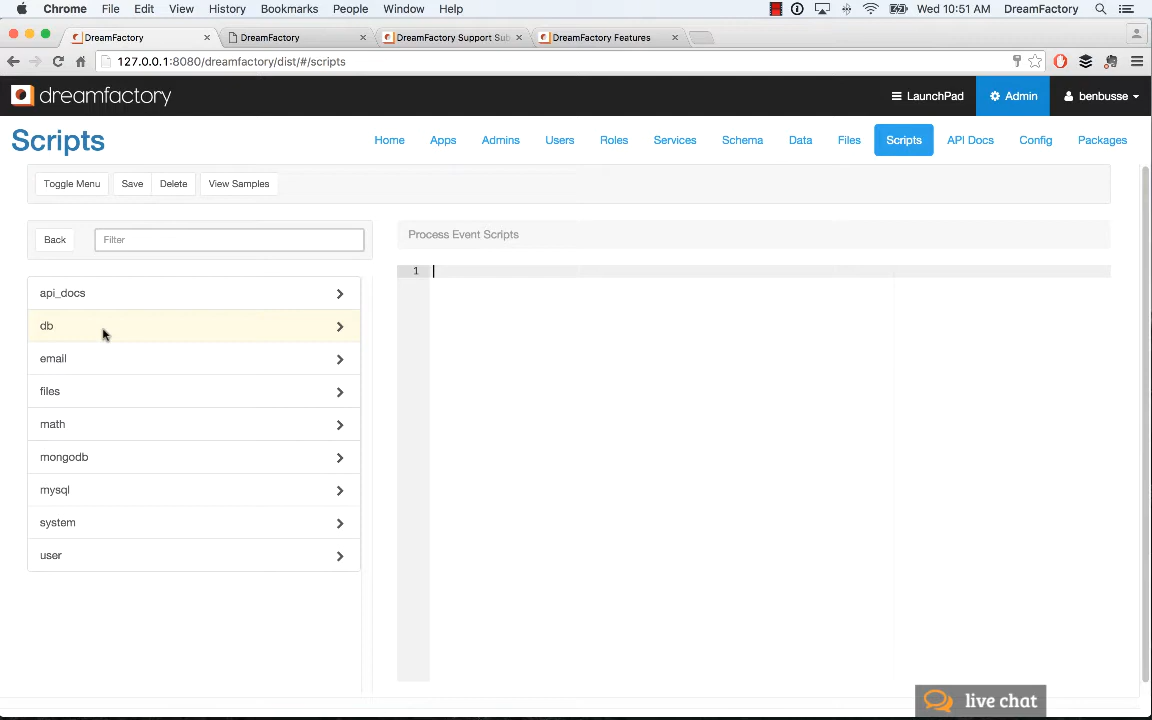 Chrome File Edit View History Bookmarks People Window Help Wed 10:51 AM DreamFactory
DreamFactory DreamFactory DreamFactory Support Sub DreamFactory Features
127.0.0.1:8080/dreamfactory/dist/#/scripts
dreamfactory LaunchPad Admin benbusse
Scripts Home Apps Admins Users Roles Services Schema Data Files Scripts API Docs Config Packages
Toggle Menu Save Delete View Samples
Back Filter Process Event Scripts
1
api_docs
db
email
files
math
mongodb
mysql
system
user
live chat